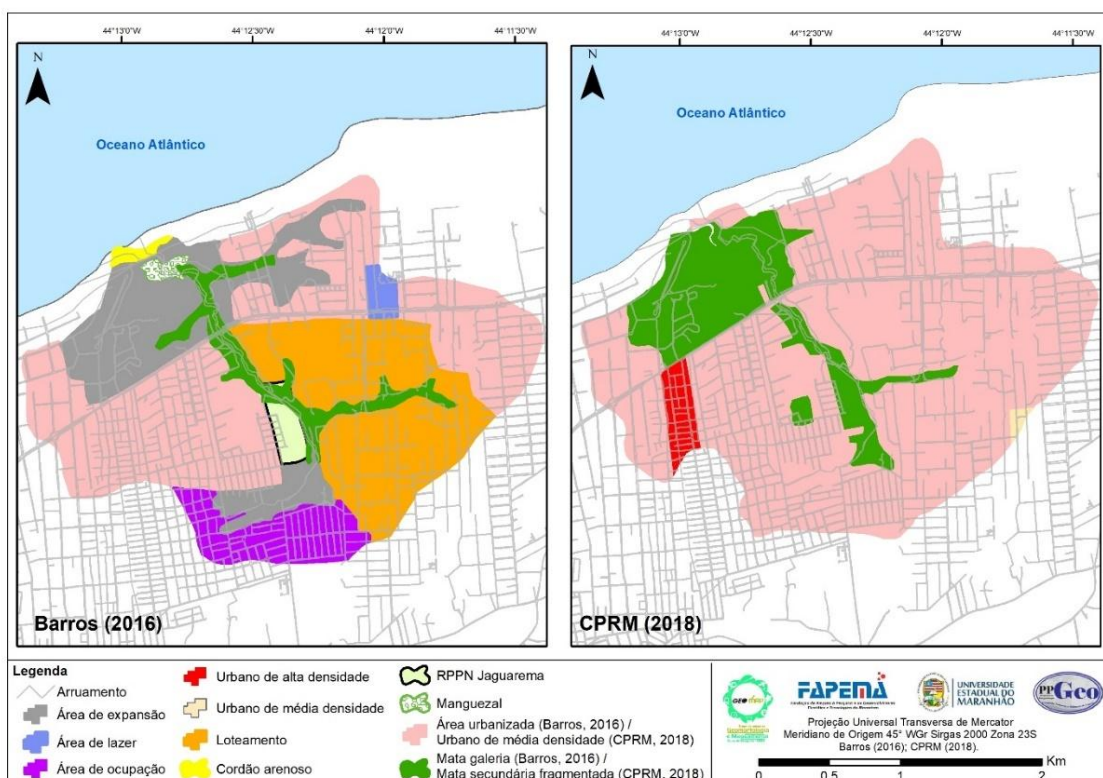 44°13'0"W 44°12'30"W 44°12'0"W 44°11'30"W
N
Oceano Atlântico
Barros (2016)
44°13'0"W 44°12'30"W 44°12'0"W 44°11'30"W
N
Oceano Atlântico
CPRM (2018)
Legenda
Arruamento
Área de expansão
Área de lazer
Área de ocupação
Urbano de alta densidade
Urbano de média densidade
Loteamento
Cordão arenoso
RPPN Jaguarema
Manguezal
Área urbanizada (Barros, 2016) /
Urbano de média densidade (CPRM, 2018)
Mata galeria (Barros, 2016) /
Mata secundária fragmentada (CPRM, 2018)
FAPEMA
UNIVERSIDADE
ESTADUAL DO
MARANHÃO
PPGeo
Projeção Universal Transversa de Mercator
Meridiano de Origem 45° WGr Sirgas 2000 Zona 23S
Barros (2016); CPRM (2018).
Km
0 0.5 1 2